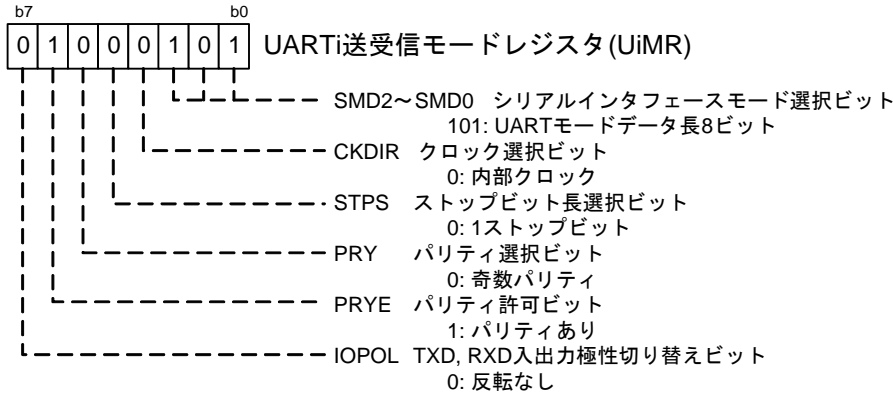 b7 b0
0 1 0 0 0 1 0 1 UARTi送受信モードレジスタ(UiMR)
SMD2～SMD0 シリアルインタフェースモード選択ビット
101: UARTモードデータ長8ビット
CKDIR クロック選択ビット
0: 内部クロック
STPS ストップビット長選択ビット
0: 1ストップビット
PRY パリティ選択ビット
0: 奇数パリティ
PRYE パリティ許可ビット
1: パリティあり
IOPOL TXD, RXD入出力極性切り替えビット
0: 反転なし